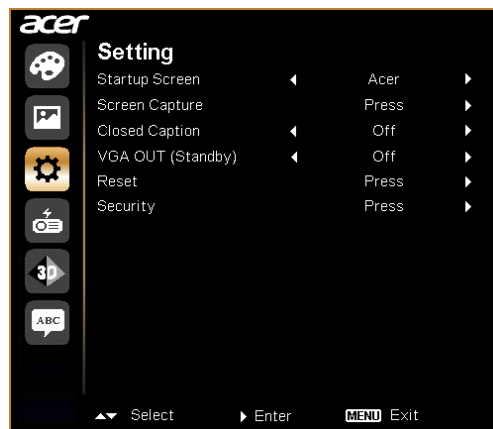 acer
Setting
Startup Screen Acer
Screen Capture Press
Closed Caption Off
VGA OUT (Standby) Off
Reset Press
Security Press
3D
ABC
Select Enter MENU Exit